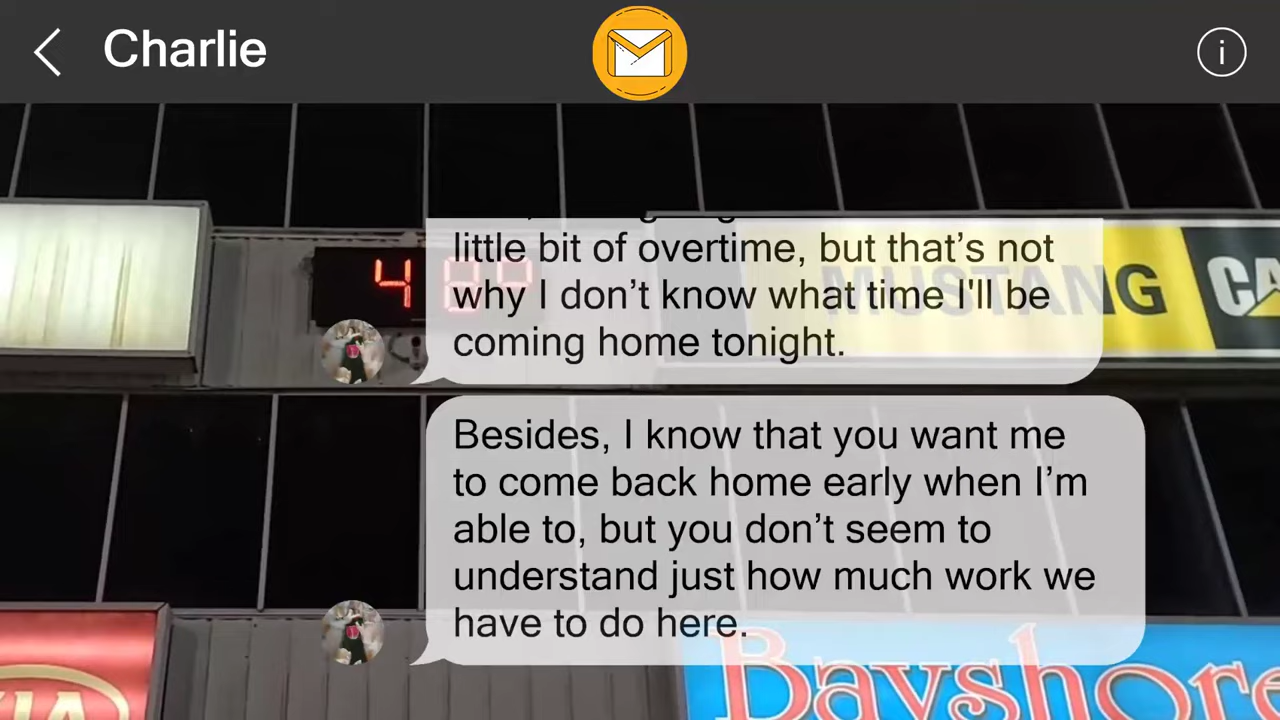 Charlie
i
little bit of overtime, but that’s not
why I don’t know what time I'll be
coming home tonight.
Besides, I know that you want me
to come back home early when I’m
able to, but you don’t seem to
understand just how much work we
have to do here.
MUSTANG
Bayshore